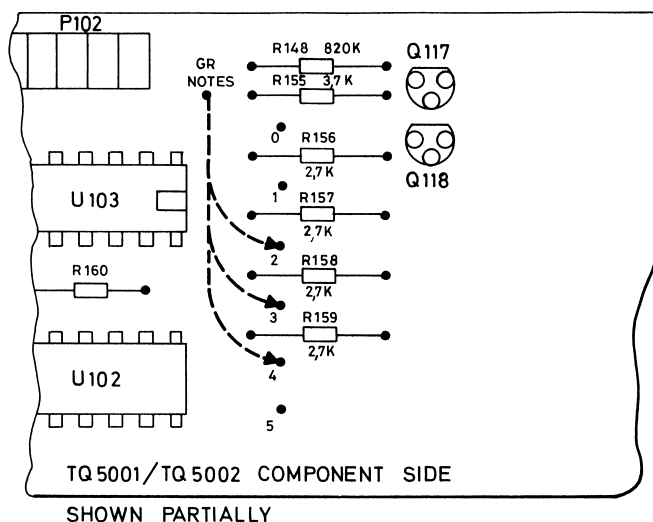 P102
R148 820K
Q117
GR
NOTES
R155 3,7K
0
R156
2,7K
Q118
1
U103
R157
2,7K
2
R160
R158
2,7K
3
R159
2,7K
U102
4
5
TQ5001/TQ5002 COMPONENT SIDE
SHOWN PARTIALLY